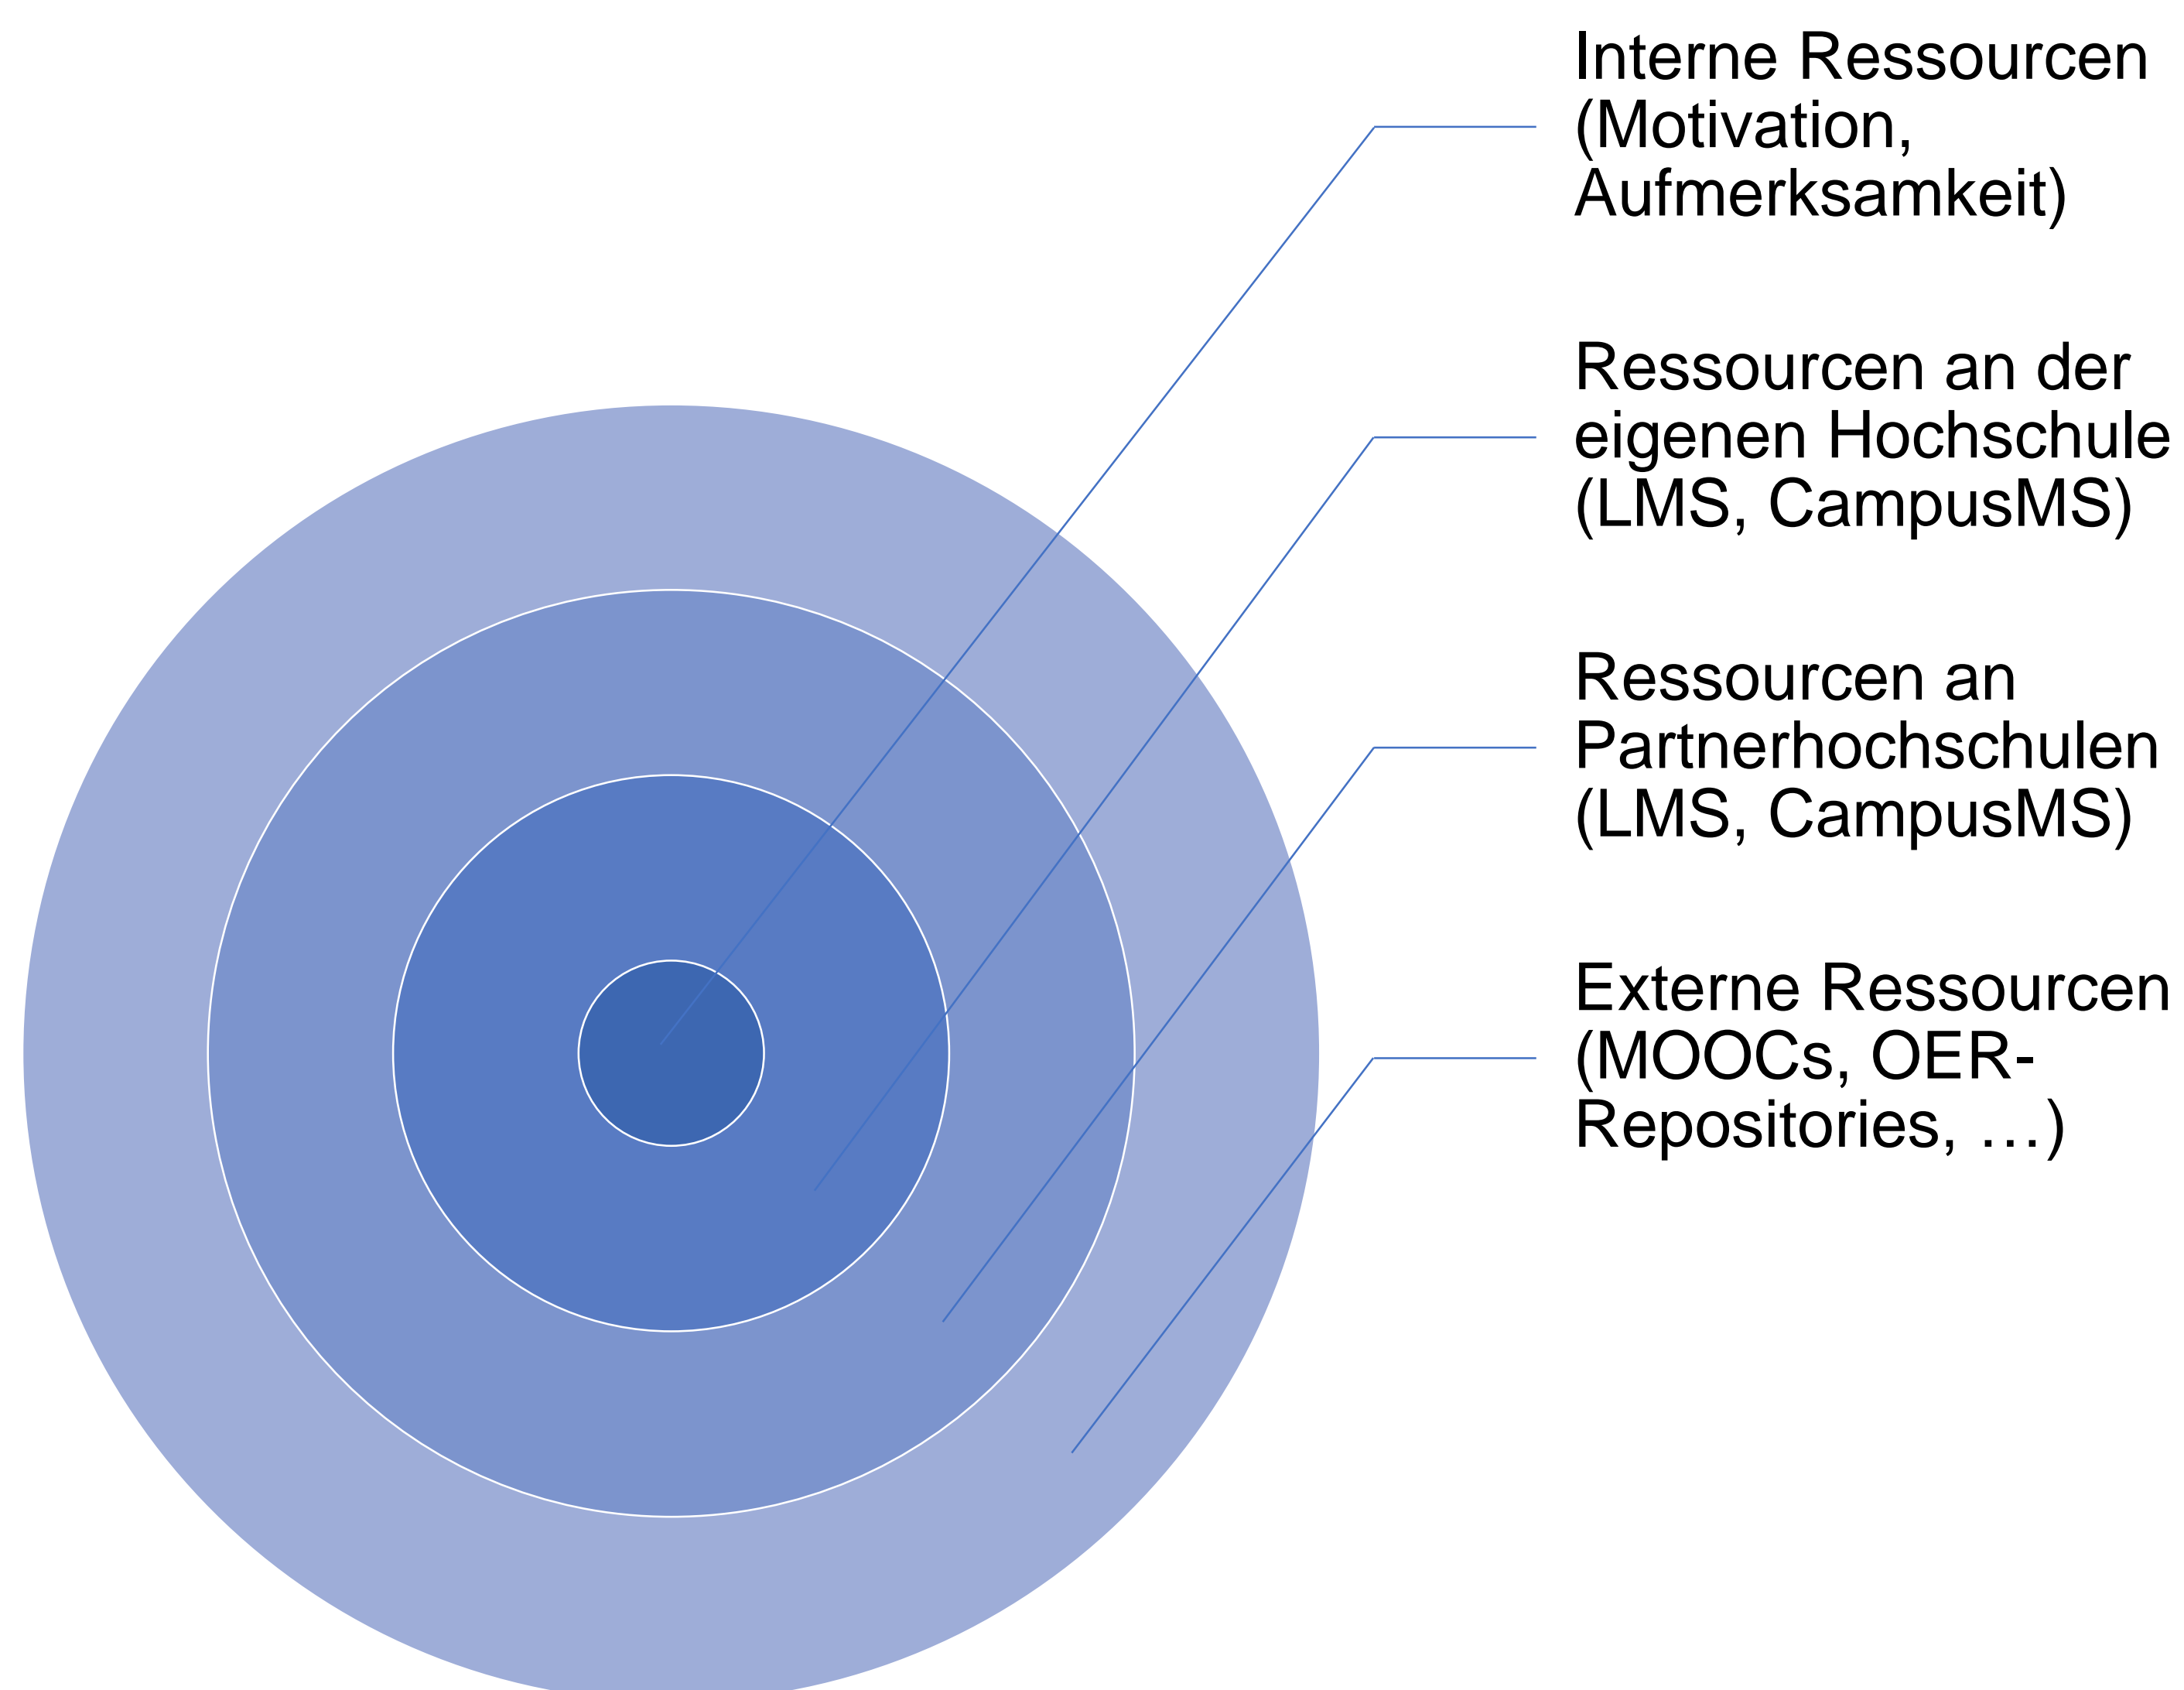 Interne Ressourcen
(Motivation,
Aufmerksamkeit)
Ressourcen an der
eigenen Hochschule
(LMS, CampusMS)
Ressourcen an
Partnerhochschulen
(LMS, CampusMS)
Externe Ressourcen
(MOOCs, OER-
Repositories, …)